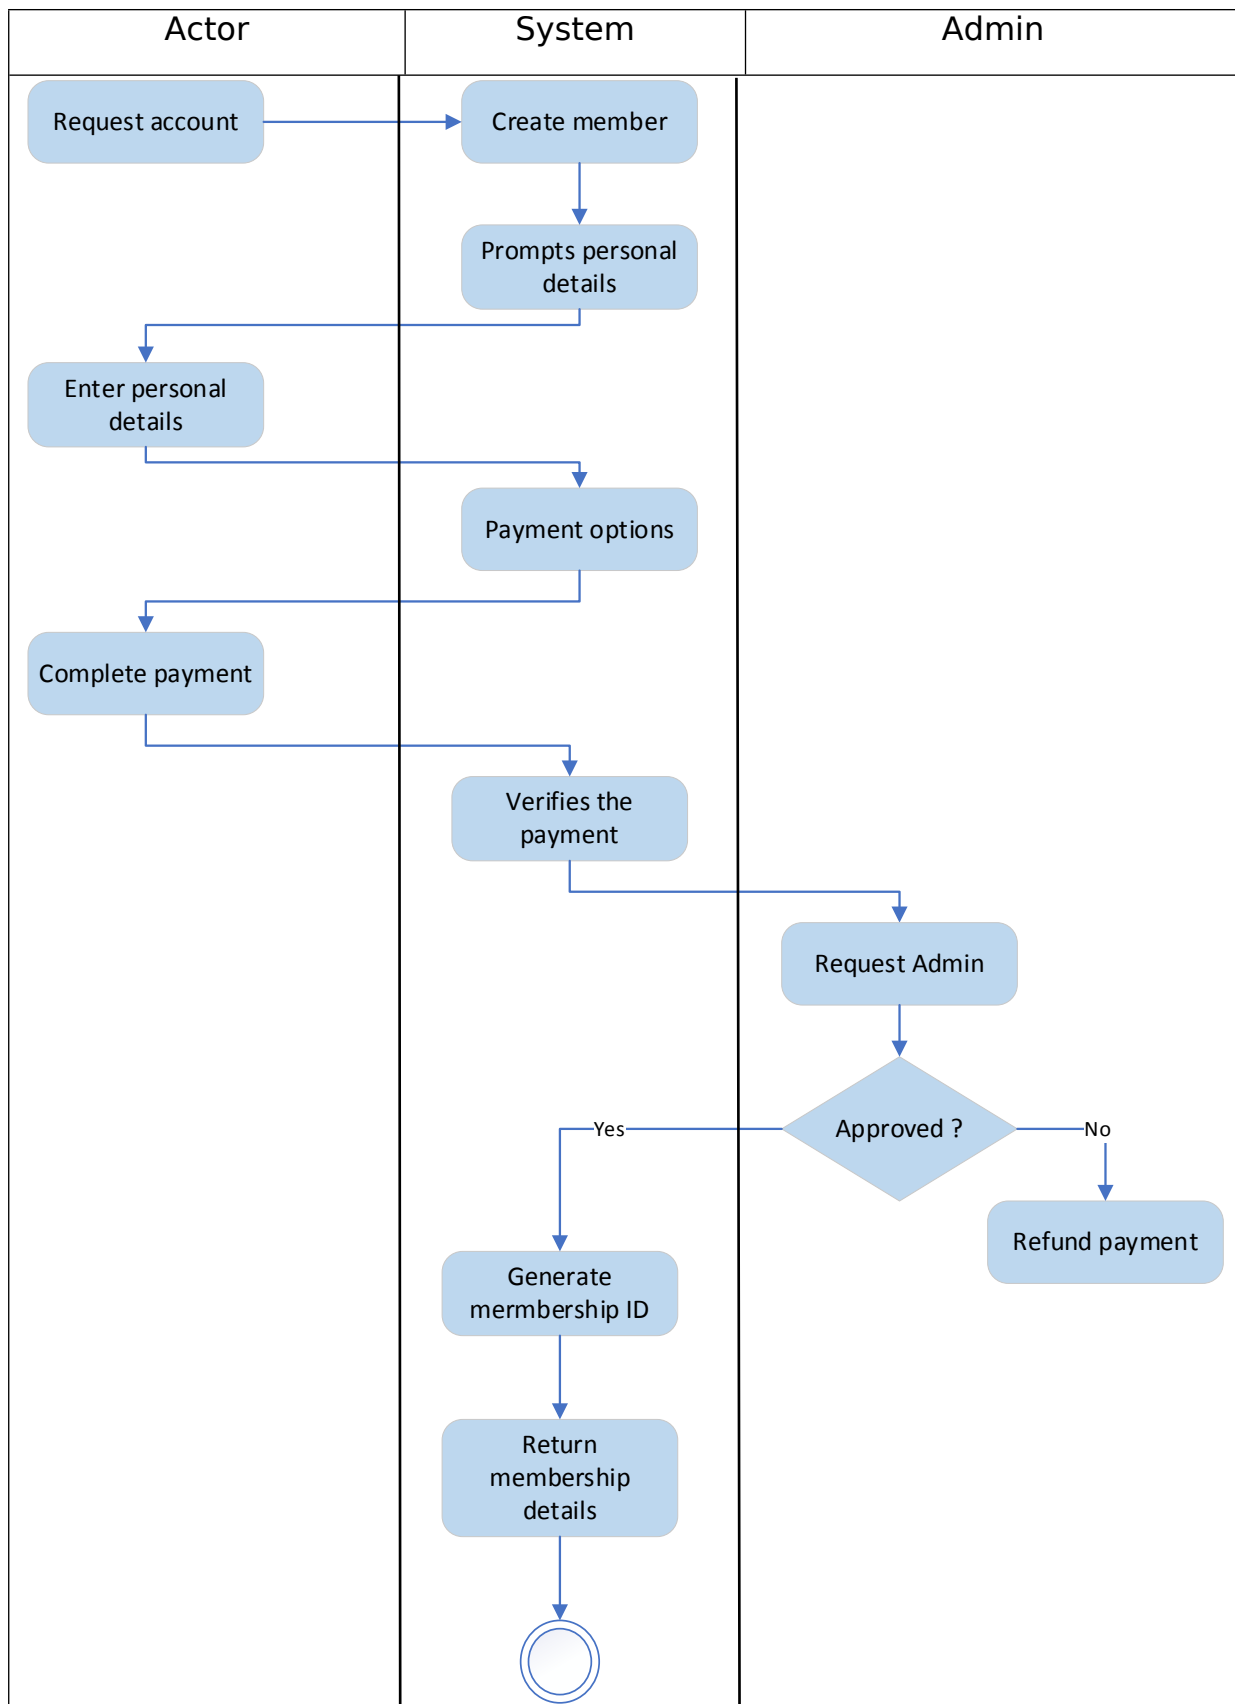 Actor
System
Admin
Request account
Create member
Prompts personal
details
Enter personal
details
Payment options
Complete payment
Verifies the
payment
Request Admin
Approved ?
Yes
No
Refund payment
Generate
mermbership ID
Return
membership
details